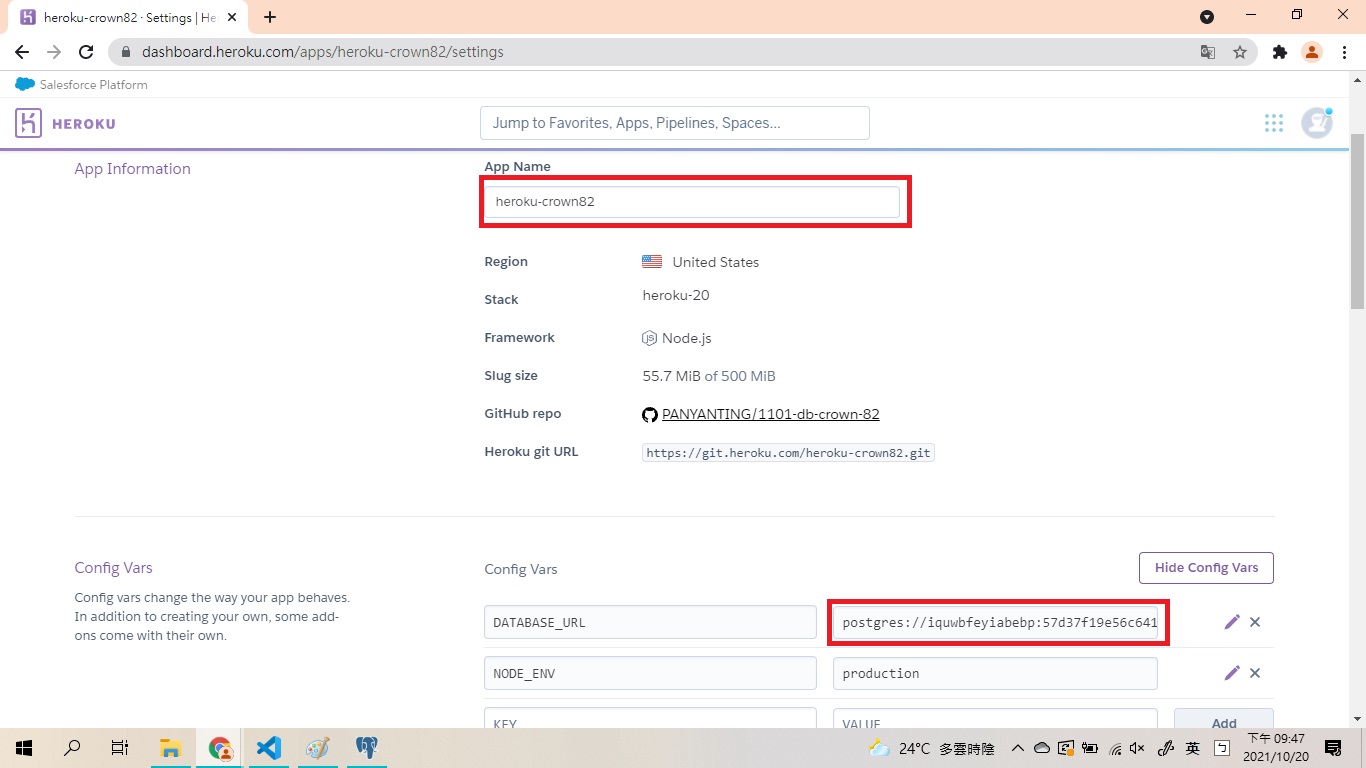 heroku-crown82 · Settings | He
dashboard.heroku.com/apps/heroku-crown82/settings
Salesforce Platform
HEROKU
Jump to Favorites, Apps, Pipelines, Spaces...
App Information
App Name
heroku-crown82
Region United States
Stack heroku-20
Framework Node.js
Slug size 55.7 MiB of 500 MiB
GitHub repo PANYANTING/1101-db-crown-82
Heroku git URL https://git.heroku.com/heroku-crown82.git
Config Vars
Config vars change the way your app behaves.
In addition to creating your own, some add-
ons come with their own.
Config Vars Hide Config Vars
DATABASE_URL postgres://iquwbfeyiabebp:57d37f19e56c641
NODE_ENV production
KEY VALUE Add
24°C 多雲時陰 英 下午 09:47
2021/10/20